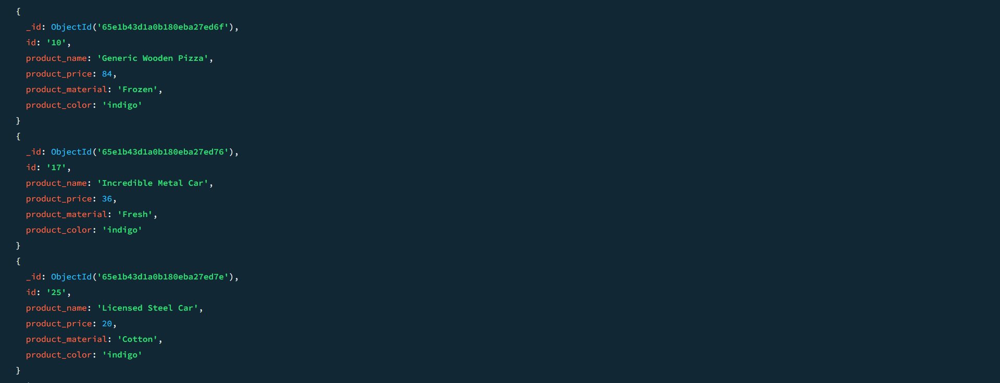 {
  _id: ObjectId('65e1b43d1a0b180eba27ed6f'),
  id: '10',
  product_name: 'Generic Wooden Pizza',
  product_price: 84,
  product_material: 'Frozen',
  product_color: 'indigo'
}
{
  _id: ObjectId('65e1b43d1a0b180eba27ed76'),
  id: '17',
  product_name: 'Incredible Metal Car',
  product_price: 36,
  product_material: 'Fresh',
  product_color: 'indigo'
}
{
  _id: ObjectId('65e1b43d1a0b180eba27ed7e'),
  id: '25',
  product_name: 'Licensed Steel Car',
  product_price: 20,
  product_material: 'Cotton',
  product_color: 'indigo'
}